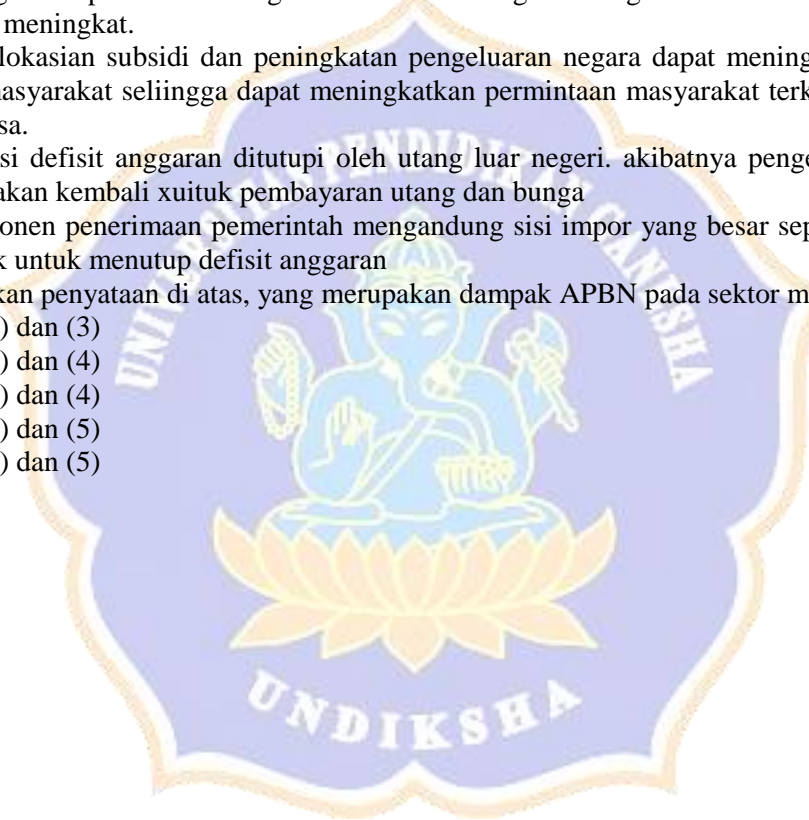 meningkat.
lokasian subsidi dan peningkatan pengeluaran negara dapat mening
masyarakat seliingga dapat meningkatkan permintaan masyarakat terk
sa.
si defisit anggaran ditutupi oleh utang luar negeri. akibatnya penge
akan kembali xuituk pembayaran utang dan bunga
onen penerimaan pemerintah mengandung sisi impor yang besar sep
k untuk menutup defisit anggaran
kan penyataan di atas, yang merupakan dampak APBN pada sektor m
) dan (3)
) dan (4)
) dan (4)
) dan (5)
) dan (5)
UNIVERSITAS PENDIDIKAN GANESHA
UNDIKSHA